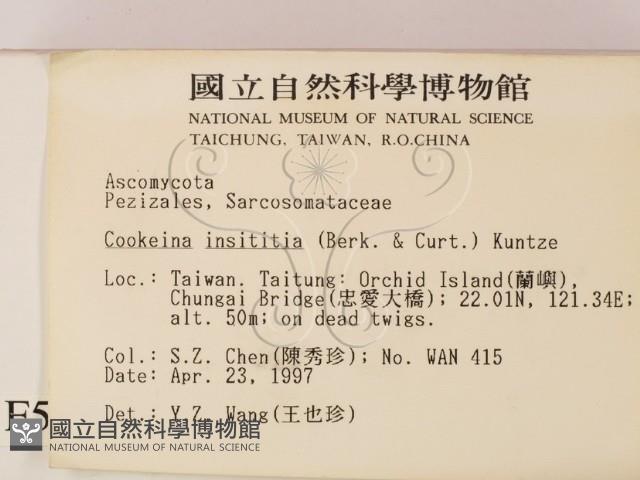 國立自然科學博物館
NATIONAL MUSEUM OF NATURAL SCIENCE
TAICHUNG, TAIWAN, R.O.CHINA
Ascomycota
Pezizales, Sarcosomataceae
Cookeina insititia (Berk. & Curt.) Kuntze
Loc.: Taiwan. Taitung: Orchid Island(蘭嶼),
Chungai Bridge(忠愛大橋); 22.01N, 121.34E;
alt. 50m; on dead twigs.
Col.: S.Z. Chen(陳秀珍); No. WAN 415
Date: Apr. 23, 1997
Det.: Y.Z. Wang(王也珍)
F5
國立自然科學博物館
NATIONAL MUSEUM OF NATURAL SCIENCE